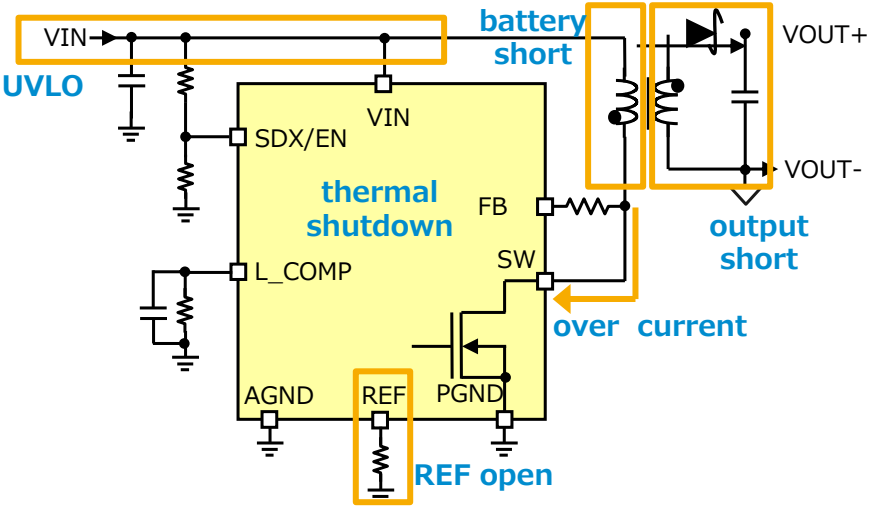 battery
short
VIN
VOUT+
UVLO
VIN
SDX/EN
VOUT-
thermal
shutdown
FB
output
short
SW
L_COMP
over current
AGND
REF
PGND
REF open